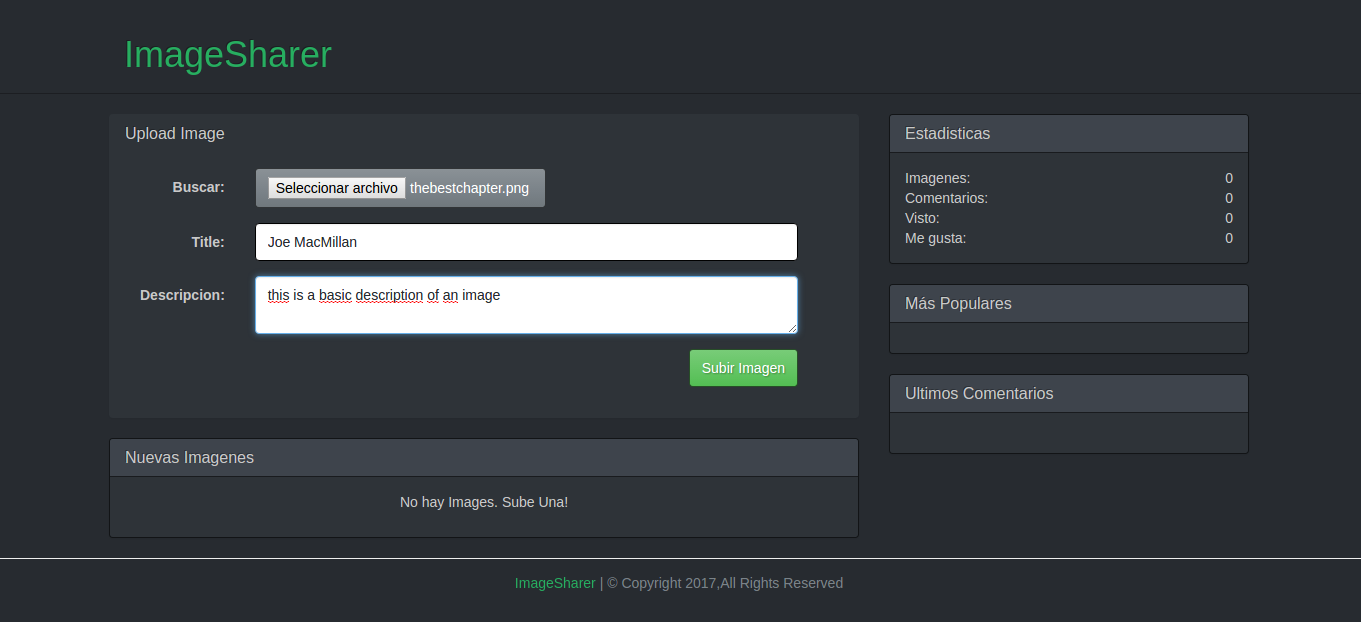 ImageSharer
Upload Image
Buscar: Seleccionar archivo thebestchapter.png
Title: Joe MacMillan
Descripcion: this is a basic description of an image
Subir Imagen
Nuevas Imagenes
No hay Images. Sube Una!
Estadisticas
Imagenes: 0
Comentarios: 0
Visto: 0
Me gusta: 0
Más Populares
Ultimos Comentarios
ImageSharer | © Copyright 2017,All Rights Reserved